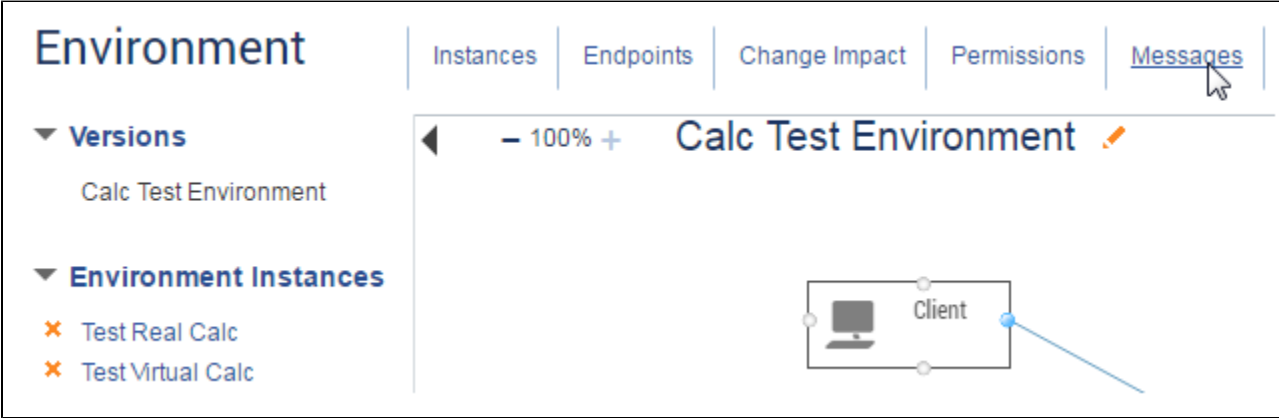 Environment
Instances
Endpoints
Change Impact
Permissions
Messages
Versions
Calc Test Environment
Environment Instances
Test Real Calc
Test Virtual Calc
– 100% +
Calc Test Environment
Client